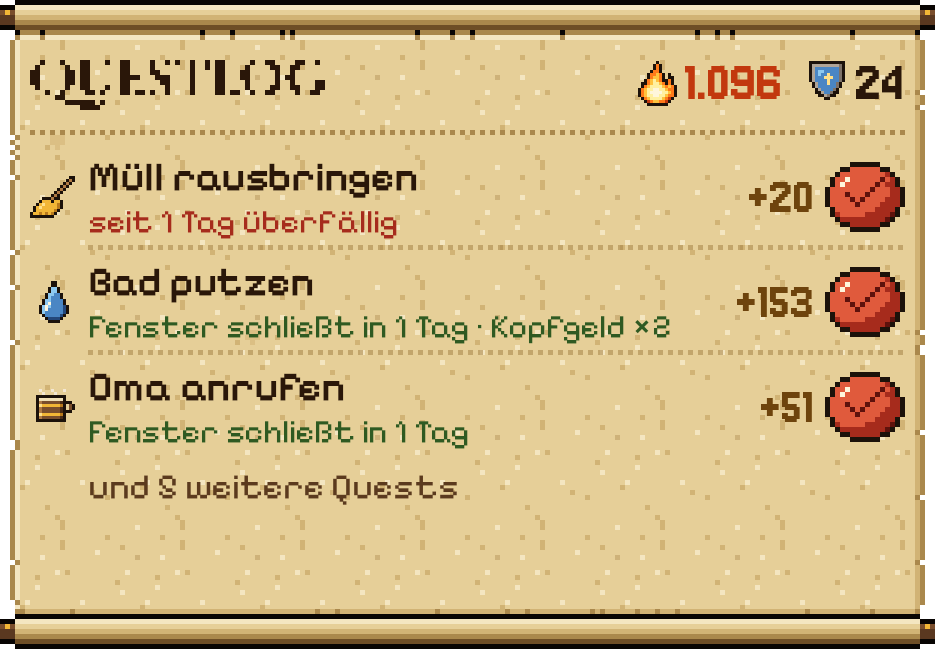 QUESTLOG
1.096
24
Müll rausbringen
+20
seit 1 Tag überfällig
Bad putzen
+153
Fenster schließt in 1 Tag · Kopfgeld ×2
Oma anrufen
+51
Fenster schließt in 1 Tag
und 9 weitere Quests